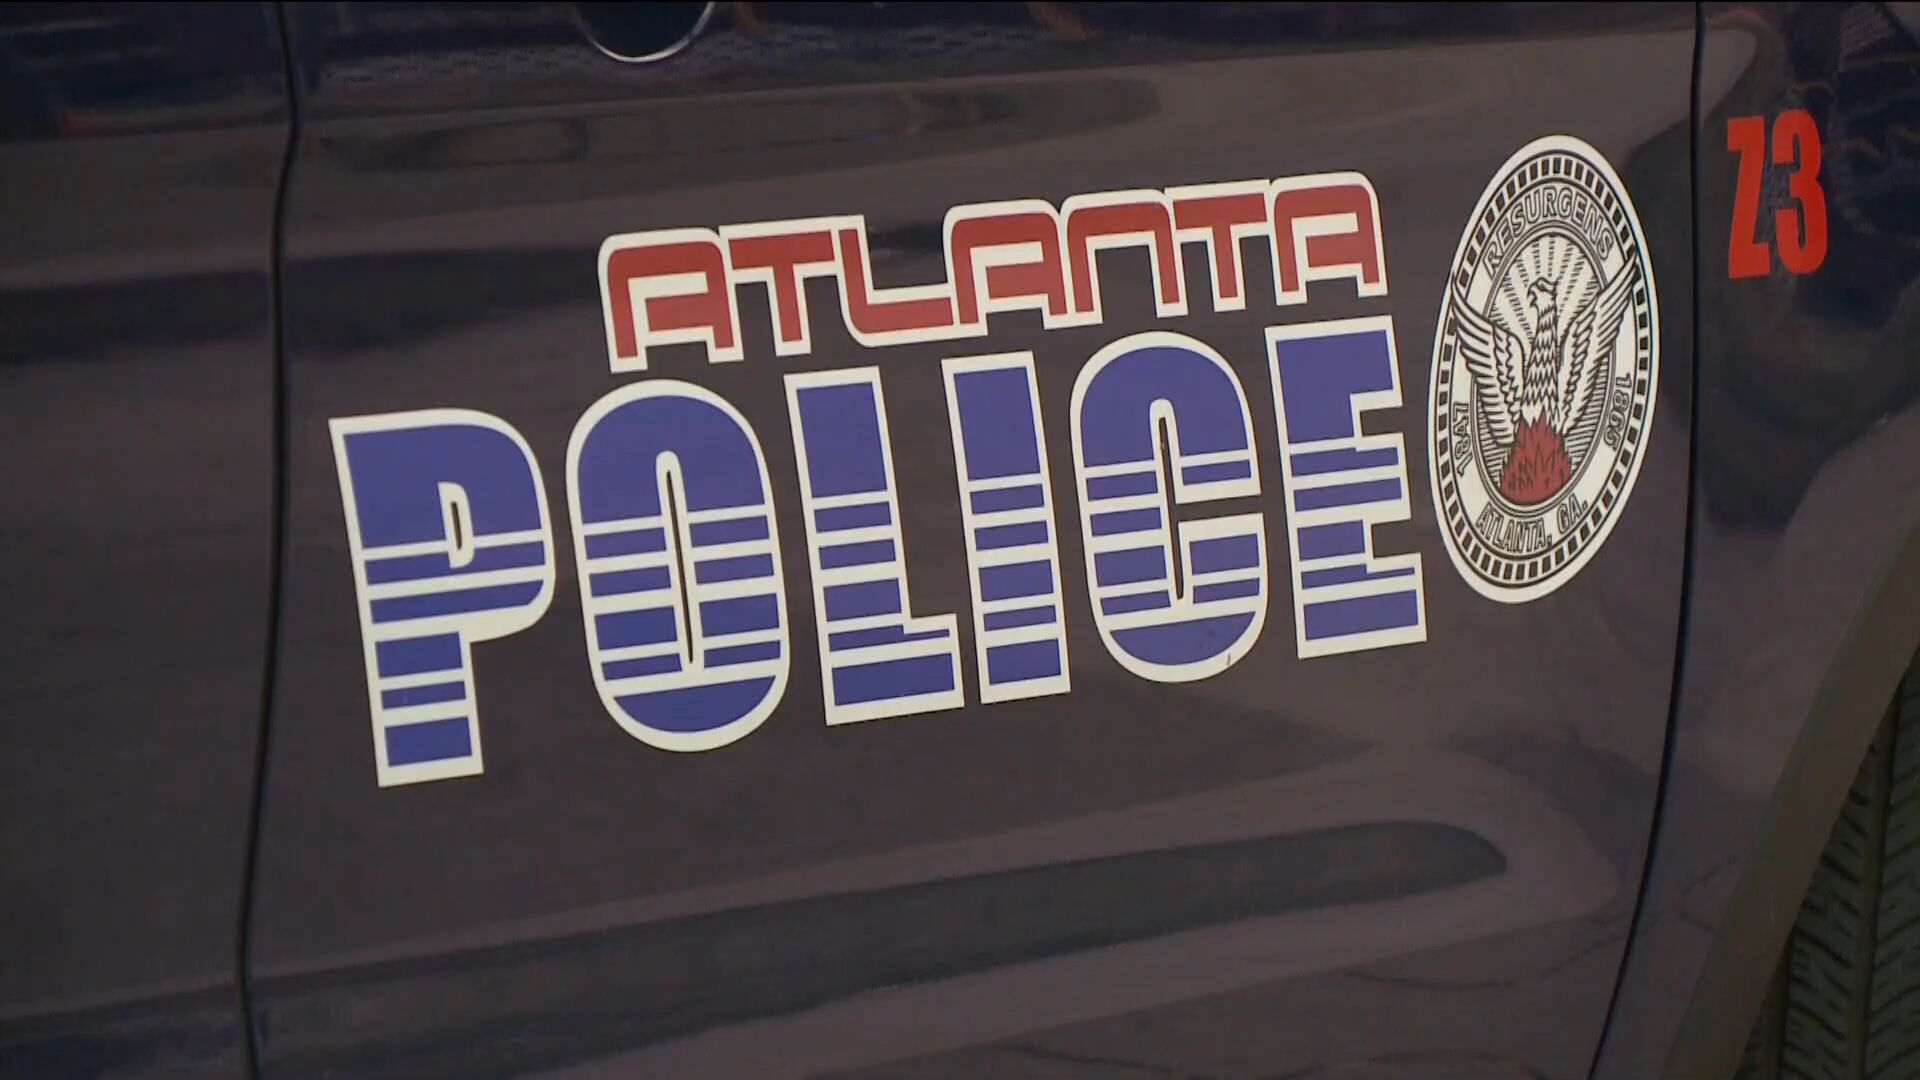 ATLANTA
POLICE
RESURGENS
1847 1865
ATLANTA, GA.
Z3